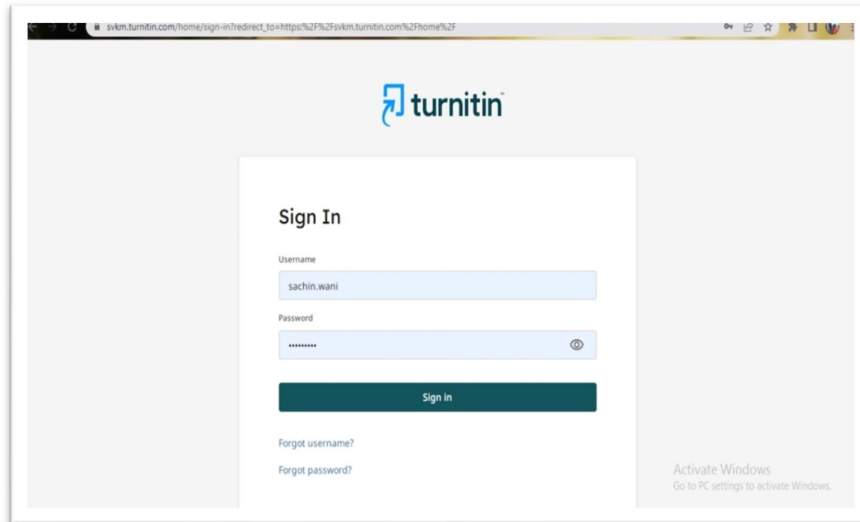 svkm.turnitin.com/home/sign-in?redirect_to=https:%2F%2Fsvkm.turnitin.com%2Fhome%2F
turnitin™
Sign In
Username
sachin.wani
Password
•••••••••
Sign in
Forgot username?
Forgot password?
Activate Windows
Go to PC settings to activate Windows.